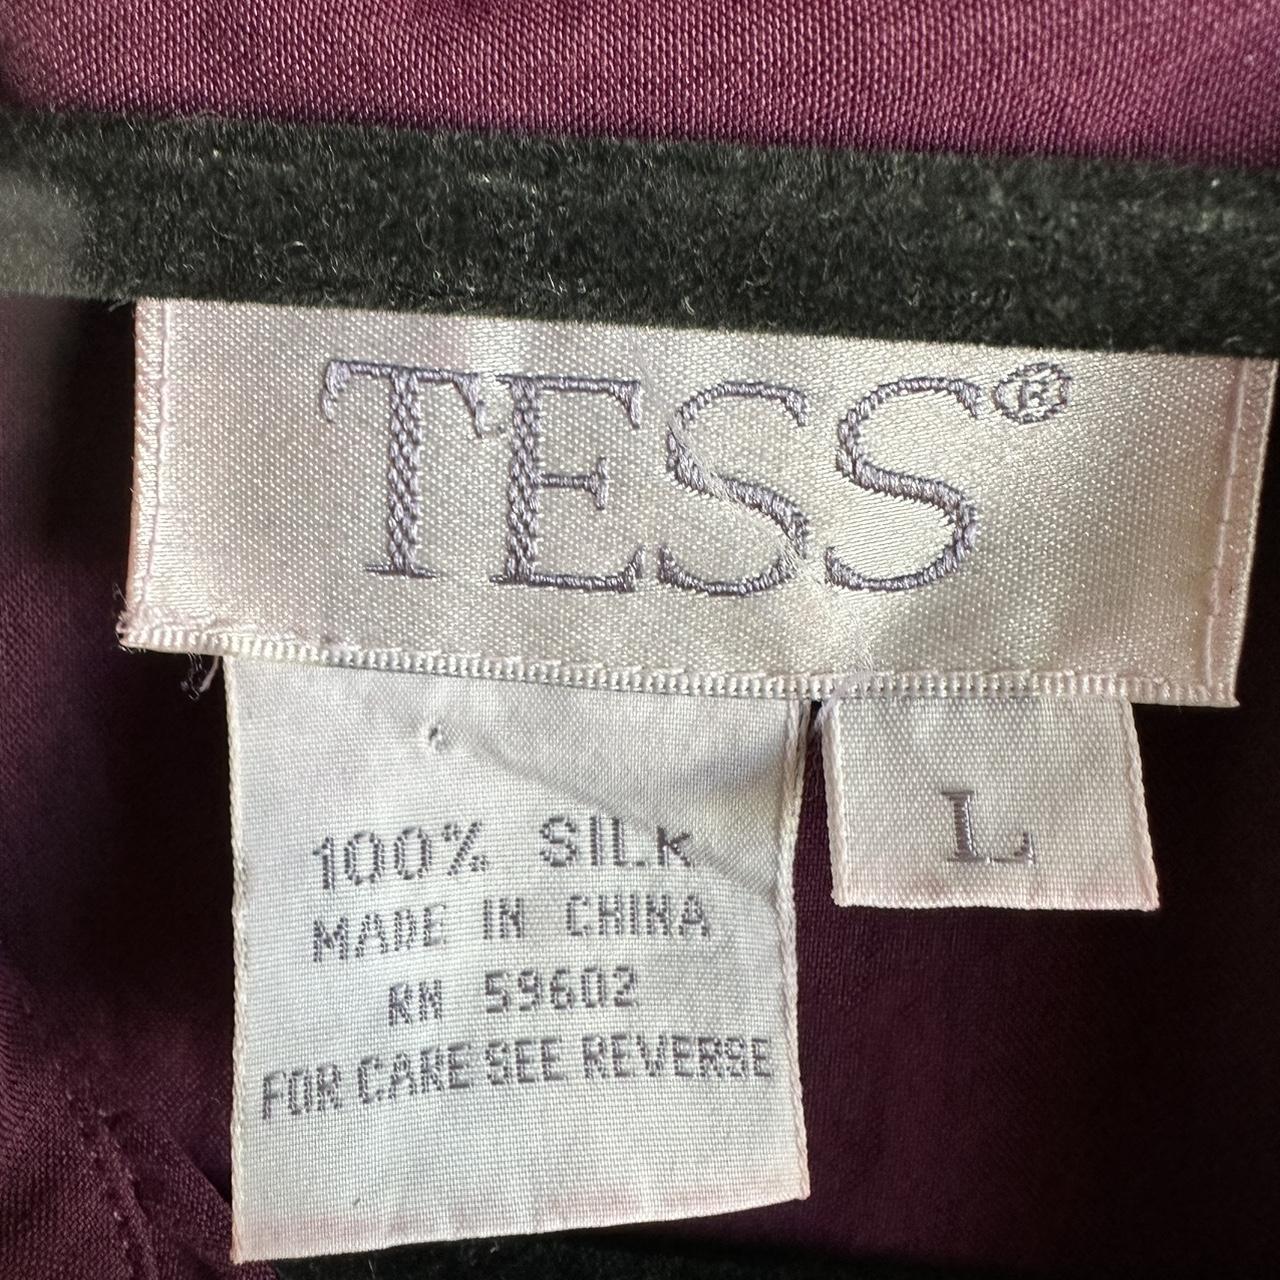 TESS®
100% SILK
MADE IN CHINA
RN 59602
FOR CARE SEE REVERSE
L